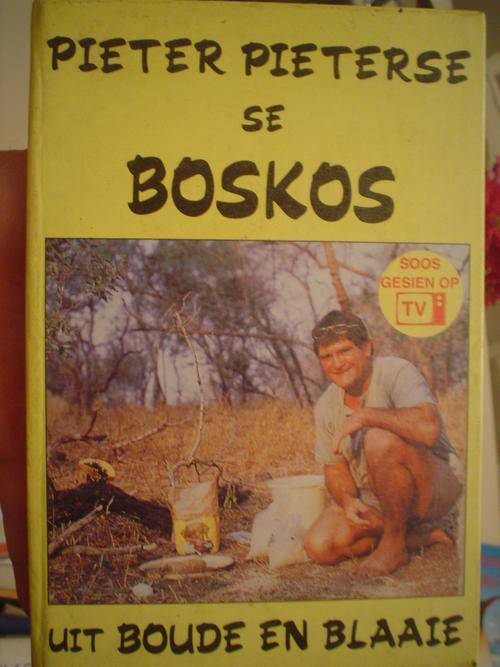 PIETER PIETERSE
SE
BOSKOS
SOOS
GESIEN OP
TV
UIT BOUDE EN BLAAIE